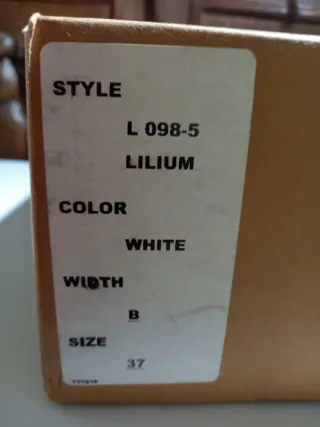 STYLE
L 098-5
LILIUM
COLOR
WHITE
WIDTH
B
SIZE
37